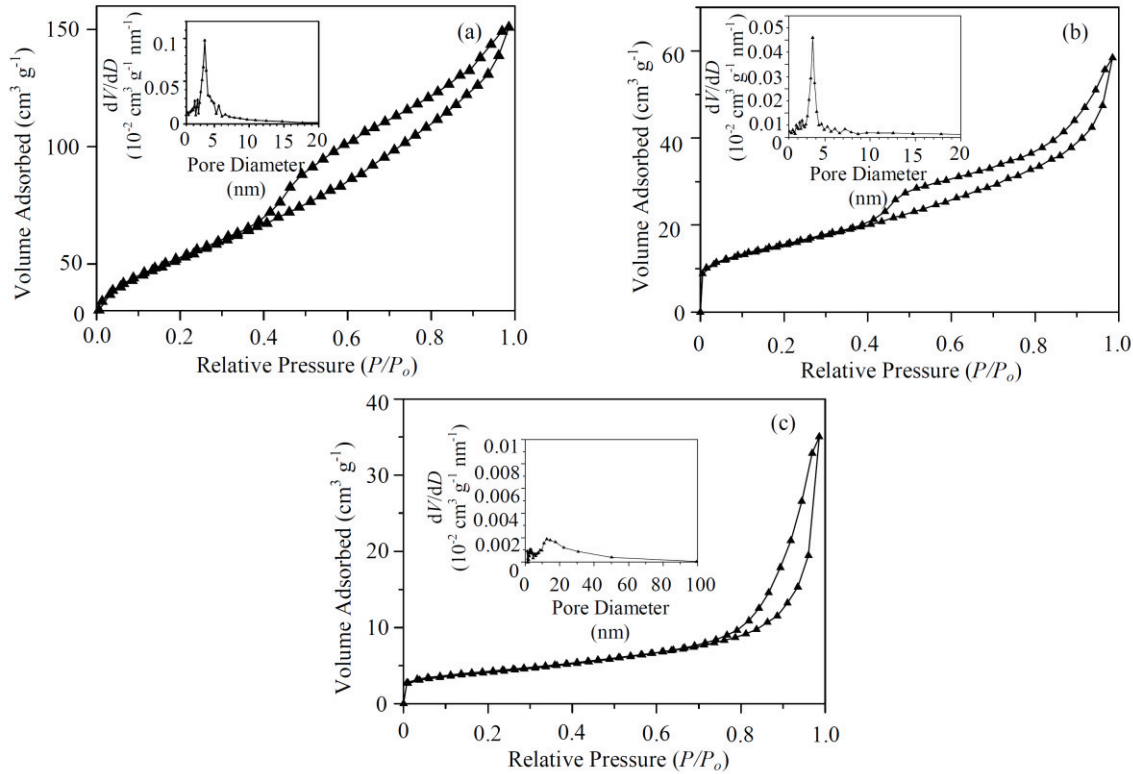 (a)
150
100
50
0
Volume Adsorbed (cm³ g⁻¹)
0.0
0.2
0.4
0.6
0.8
1.0
Relative Pressure (P/Pₒ)
0.1
0.05
0
dV/dD
(10⁻² cm³ g⁻¹ nm⁻¹)
0
5
10
15
20
Pore Diameter
(nm)
(b)
60
40
20
0
Volume Adsorbed (cm³ g⁻¹)
0
0.2
0.4
0.6
0.8
1.0
Relative Pressure (P/Pₒ)
0.05
0.04
0.03
0.02
0.01
dV/dD
(10⁻² cm³ g⁻¹ nm⁻¹)
0
5
10
15
20
Pore Diameter
(nm)
(c)
40
30
20
10
0
Volume Adsorbed (cm³ g⁻¹)
0
0.2
0.4
0.6
0.8
1.0
Relative Pressure (P/Pₒ)
0.01
0.008
0.006
0.004
0.002
0
dV/dD
(10⁻² cm³ g⁻¹ nm⁻¹)
0
20
40
60
80
100
Pore Diameter
(nm)